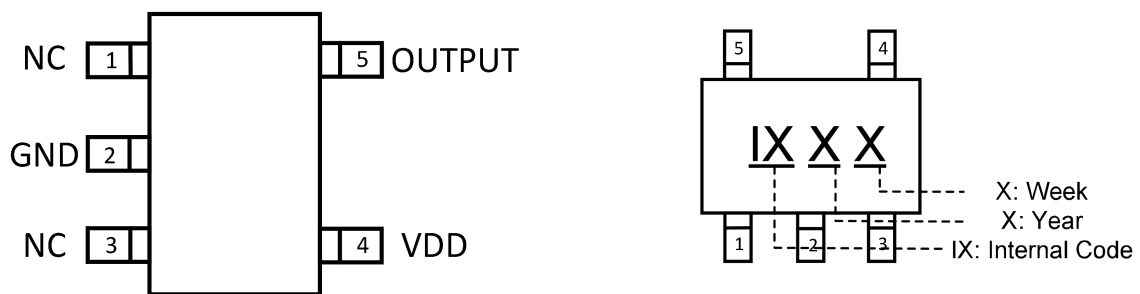 NC 1
5 OUTPUT
GND 2
NC 3
4 VDD
5 4
IX X X
X: Week
X: Year
IX: Internal Code
1 2 3